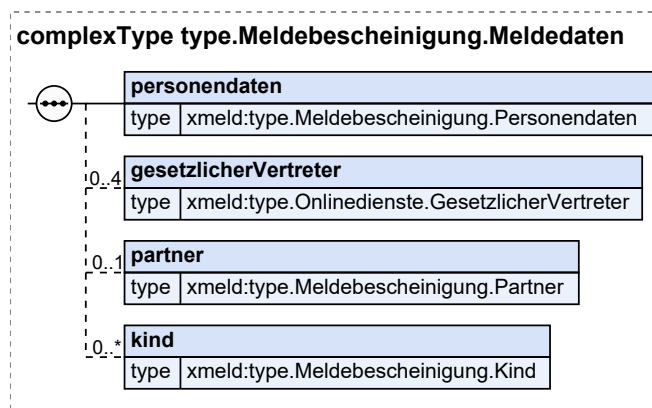 complexType type.Meldebescheinigung.Meldedaten
personendaten
type xmeld:type.Meldebescheinigung.Personendaten
0..4 gesetzlicherVertreter
type xmeld:type.Onlinedienste.GesetzlicherVertreter
0..1 partner
type xmeld:type.Meldebescheinigung.Partner
0..* kind
type xmeld:type.Meldebescheinigung.Kind